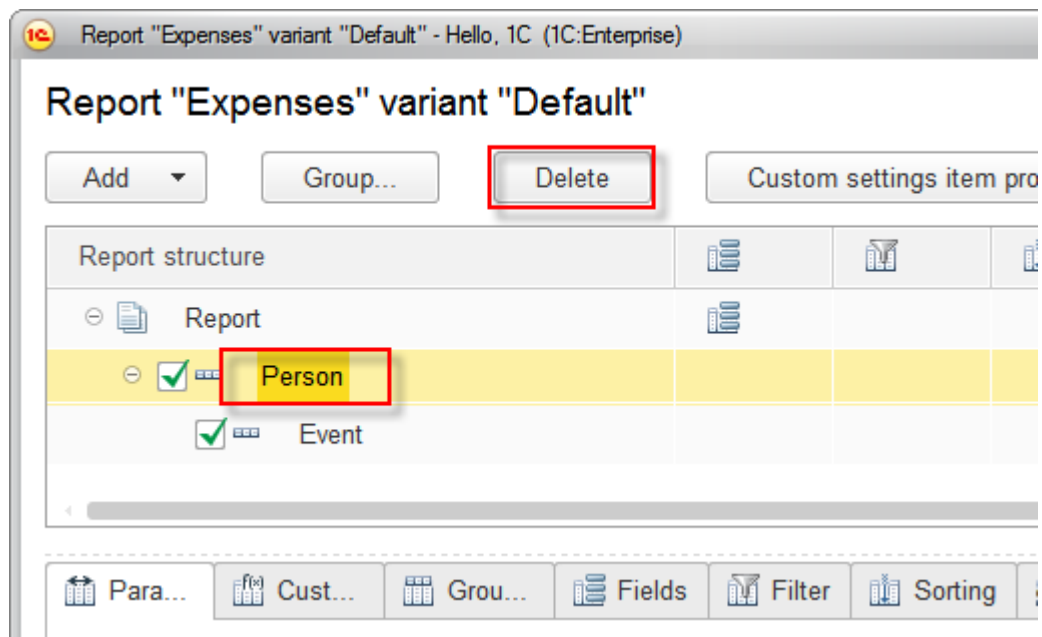 1C Report "Expenses" variant "Default" - Hello, 1C (1C:Enterprise)
Report "Expenses" variant "Default"
Add Group... Delete Custom settings item pro
Report structure
Report
Person
Event
Para... f(x) Cust... Grou... Fields Filter Sorting